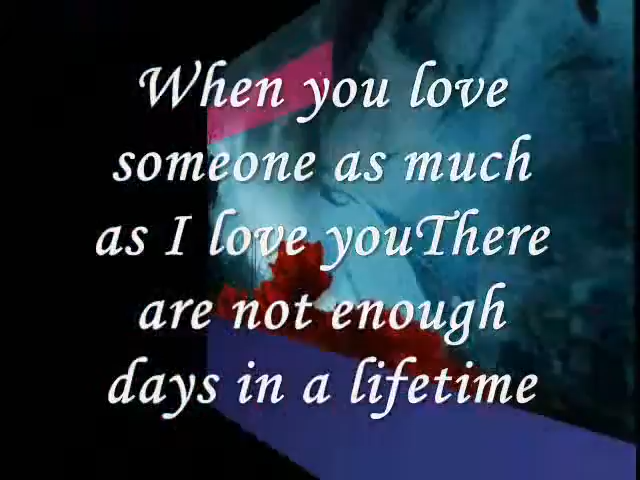 When you love
someone as much
as I love youThere
are not enough
days in a lifetime